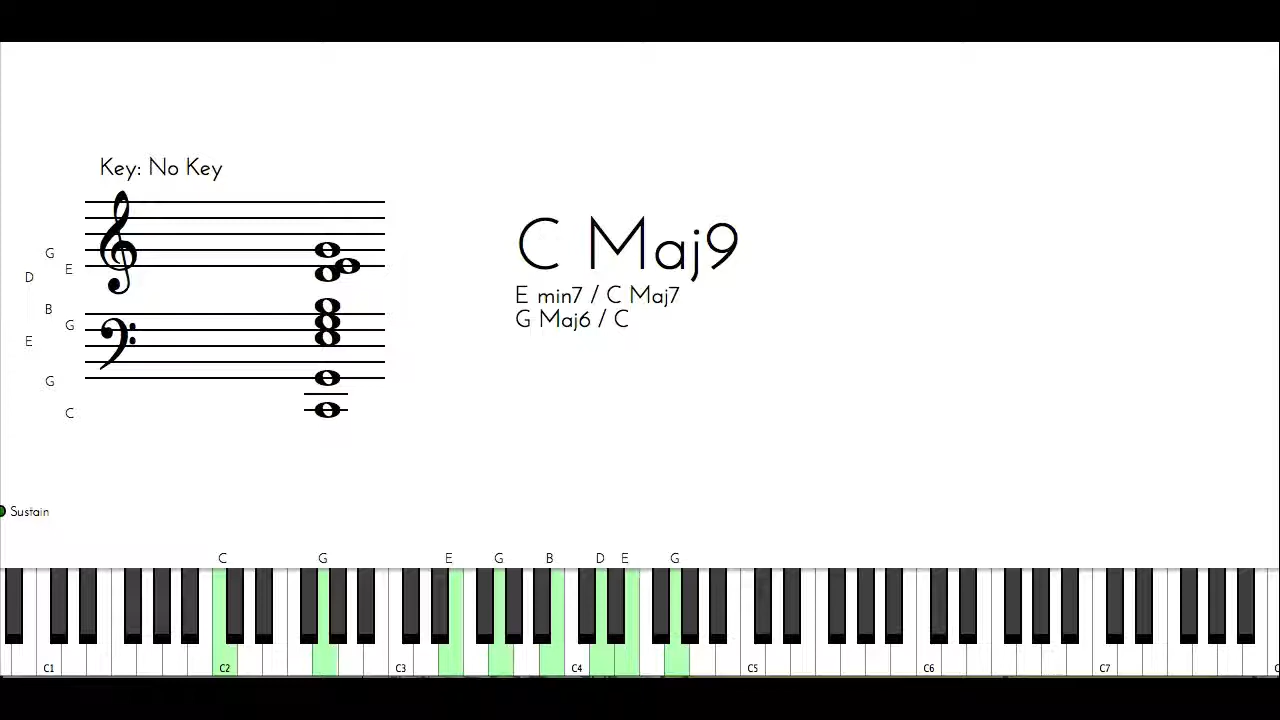 Key: No Key
C Maj9
E min7 / C Maj7
G Maj6 / C
G
E
D
B
G
E
G
C
Sustain
C G E G B D E G
C1 C2 C3 C4 C5 C6 C7